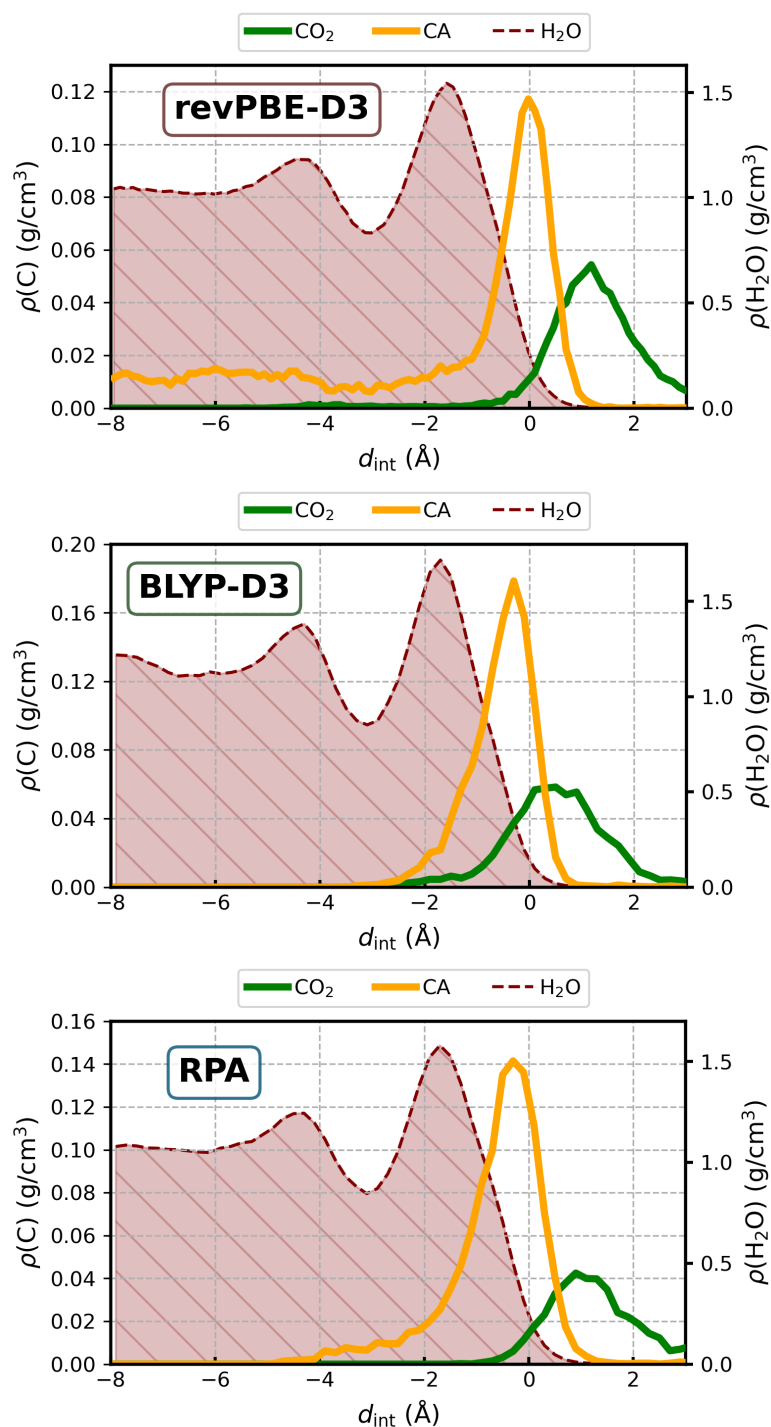 CO₂ CA H₂O
revPBE-D3
0.12
0.10
0.08
0.06
0.04
0.02
0.00
ρ(C) (g/cm³)
1.5
1.0
0.5
0.0
ρ(H₂O) (g/cm³)
−8 −6 −4 −2 0 2
d_int (Å)
CO₂ CA H₂O
BLYP-D3
0.20
0.16
0.12
0.08
0.04
0.00
ρ(C) (g/cm³)
1.5
1.0
0.5
0.0
ρ(H₂O) (g/cm³)
−8 −6 −4 −2 0 2
d_int (Å)
CO₂ CA H₂O
RPA
0.16
0.14
0.12
0.10
0.08
0.06
0.04
0.02
0.00
ρ(C) (g/cm³)
1.5
1.0
0.5
0.0
ρ(H₂O) (g/cm³)
−8 −6 −4 −2 0 2
d_int (Å)